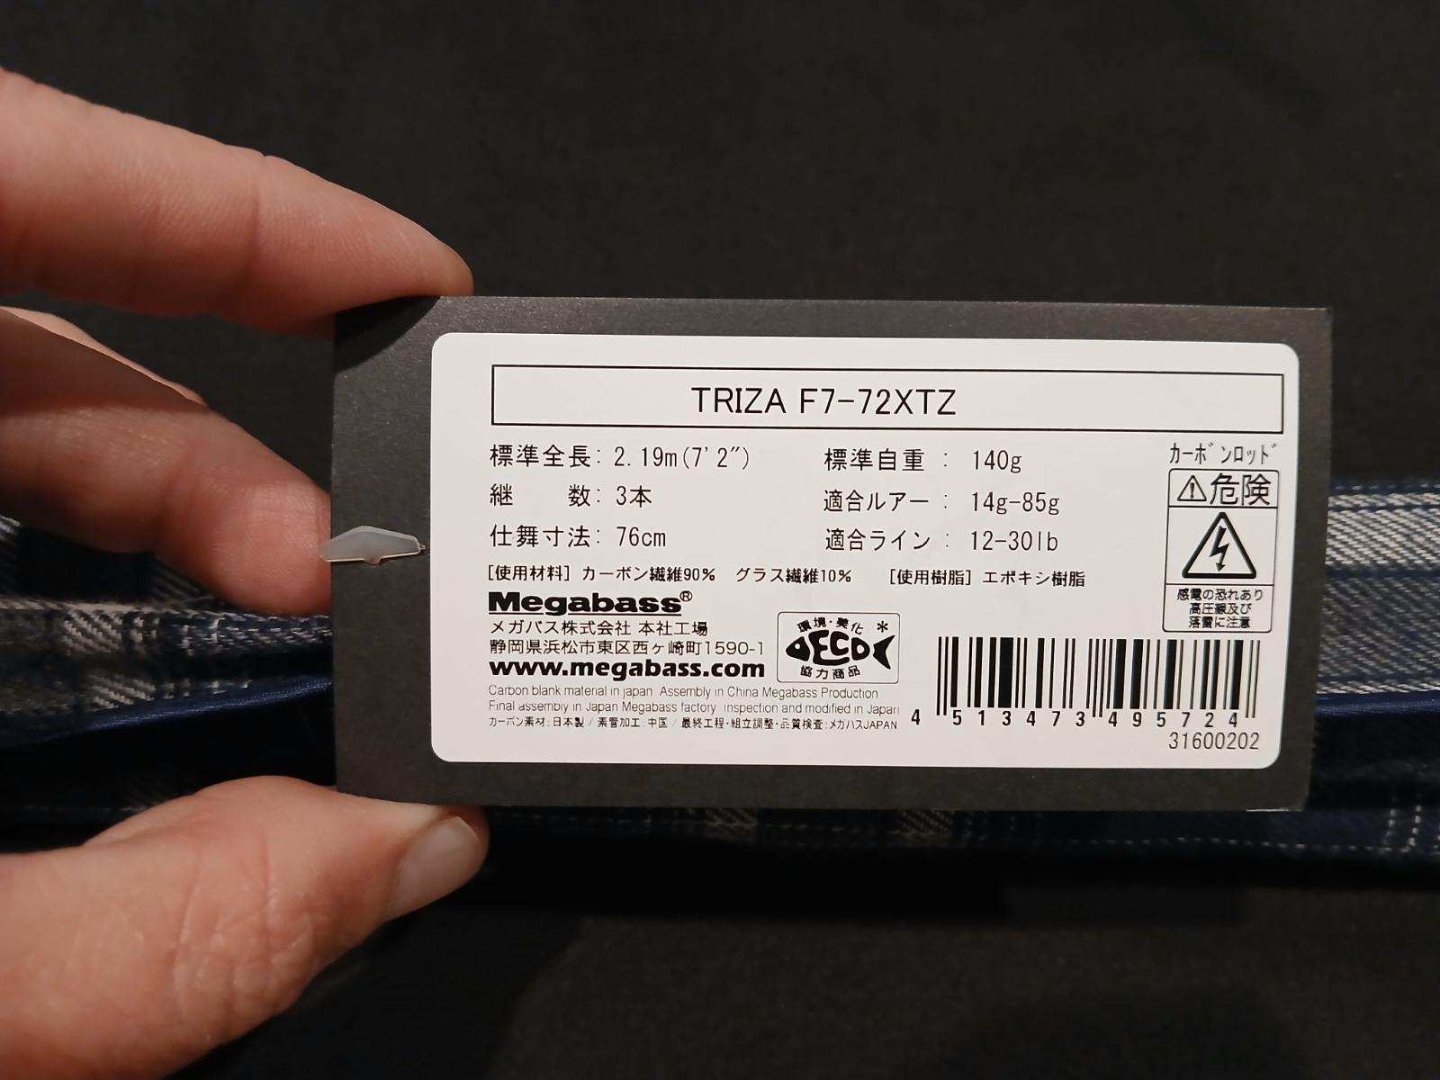 TRIZA F7-72XTZ
標準全長: 2.19m(7'2")
標準自重 : 140g
継 数: 3本
適合ルアー : 14g-85g
仕舞寸法: 76cm
適合ライン : 12-30lb
[使用材料] カーボン繊維90% グラス繊維10% [使用樹脂] エポキシ樹脂
カーボンロッド
⚠危険
感電の恐れあり
高圧線及び
落雷に注意
Megabass®
メガバス株式会社 本社工場
静岡県浜松市東区西ヶ崎町1590-1
www.megabass.com
環境・美化 *
ECO
協力商品
Carbon blank material in japan Assembly in China Megabass Production
Final assembly in Japan Megabass factory inspection and modified in Japan
カーボン素材:日本製/素管加工:中国/最終工程・組立調整・品質検査:メガバスJAPAN
4 513473 495724
31600202